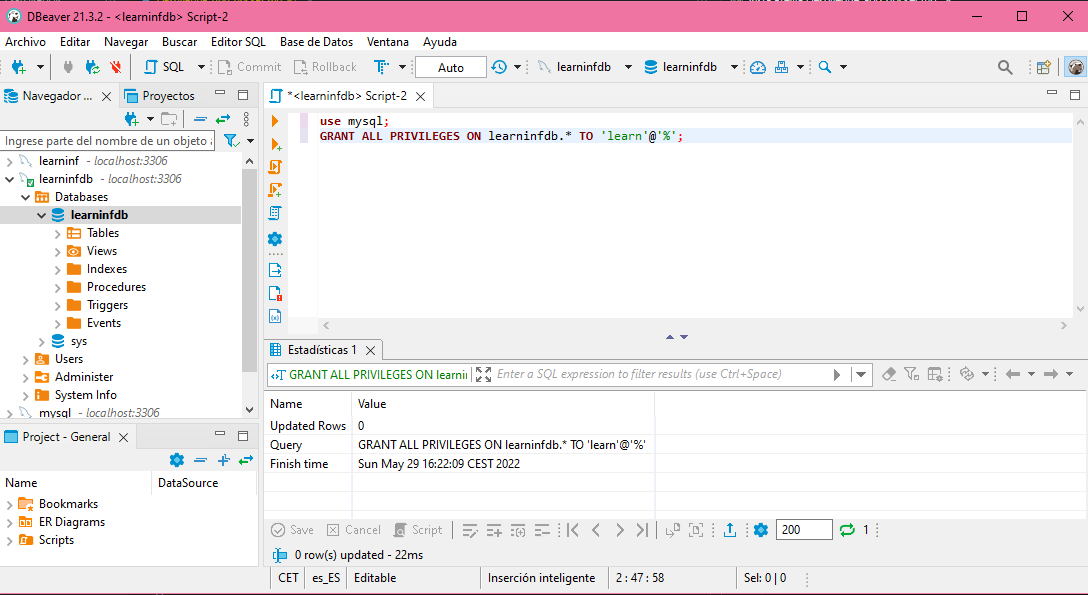 DBeaver 21.3.2 - <learninfdb> Script-2
Archivo Editar Navegar Buscar Editor SQL Base de Datos Ventana Ayuda
SQL Commit Rollback Auto learninfdb learninfdb
Navegador ... Proyectos
Ingrese parte del nombre de un objeto
learninf - localhost:3306
learninfdb - localhost:3306
Databases
learninfdb
Tables
Views
Indexes
Procedures
Triggers
Events
sys
Users
Administer
System Info
mysql - localhost:3306
Project - General
Name DataSource
Bookmarks
ER Diagrams
Scripts
*<learninfdb> Script-2
use mysql;
GRANT ALL PRIVILEGES ON learninfdb.* TO 'learn'@'%';
Estadísticas 1
GRANT ALL PRIVILEGES ON learnin Enter a SQL expression to filter results (use Ctrl+Space)
Name Value
Updated Rows 0
Query GRANT ALL PRIVILEGES ON learninfdb.* TO 'learn'@'%'
Finish time Sun May 29 16:22:09 CEST 2022
Save Cancel Script 200 1
0 row(s) updated - 22ms
CET es_ES Editable Inserción inteligente 2 : 47 : 58 Sel: 0 | 0